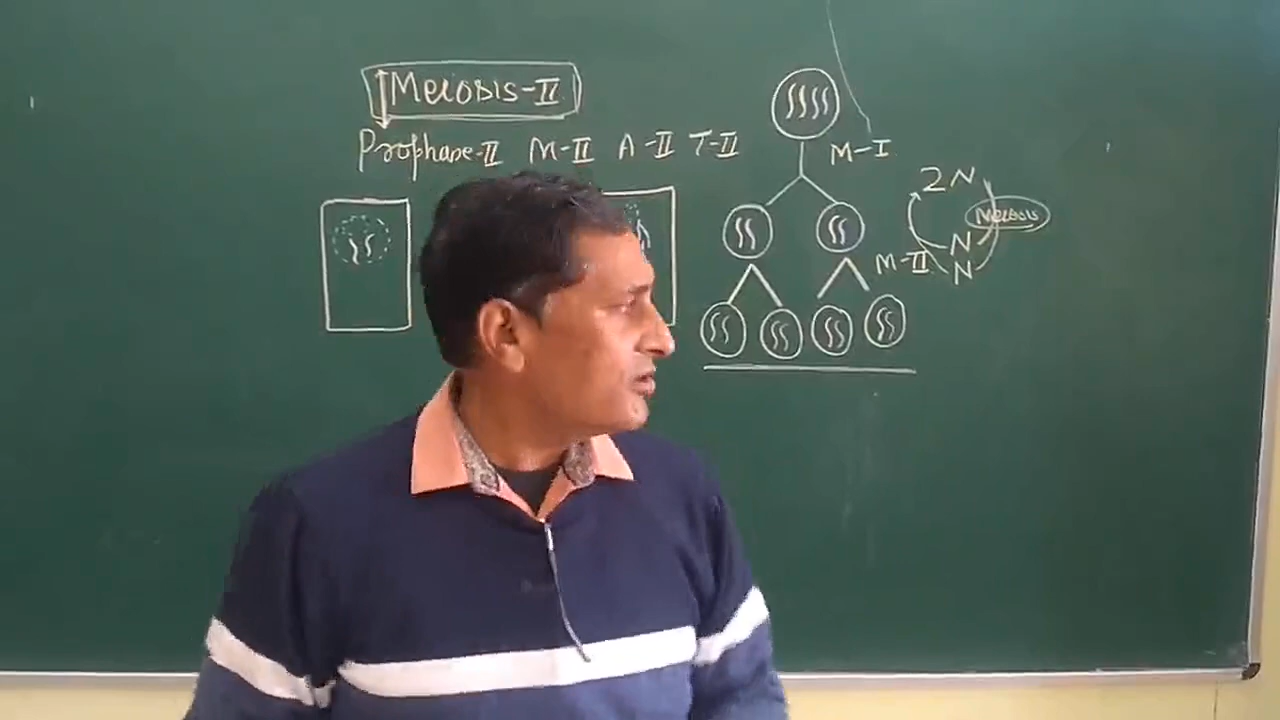 Meiosis-II
Prophase-II M-II A-II T-II
M-I
2N
Meiosis
N
M-II
N